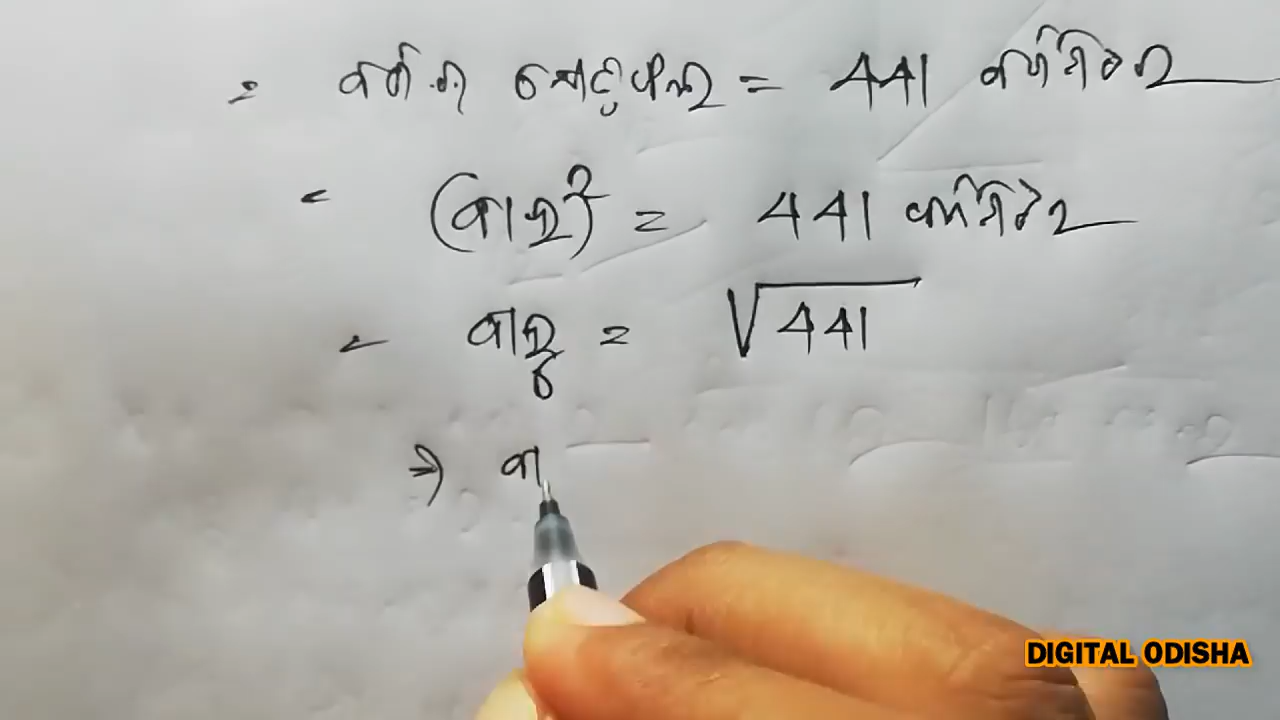 = ବର୍ଗର କ୍ଷେତ୍ରଫଳ = 441 ବର୍ଗମିଟର
(ବାହୁ)² = 441 ବର୍ଗମିଟର
ବାହୁ = √441
⇒ ବା
DIGITAL ODISHA